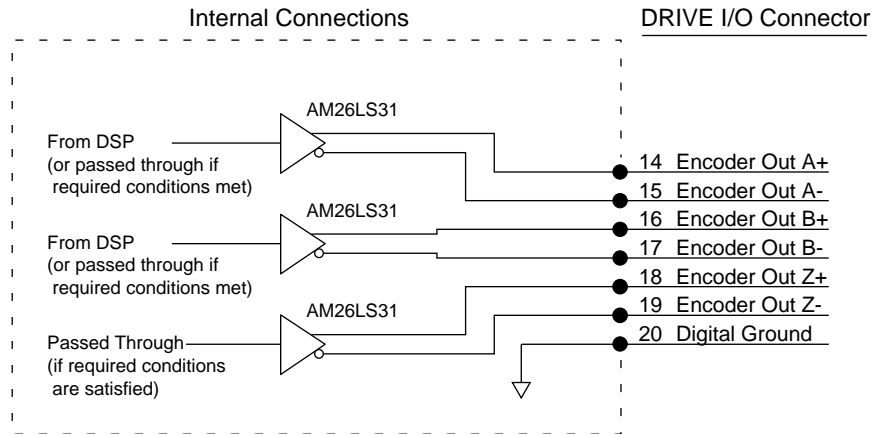 Internal Connections
DRIVE I/O Connector
AM26LS31
From DSP
(or passed through if
required conditions met)
14 Encoder Out A+
15 Encoder Out A-
AM26LS31
16 Encoder Out B+
From DSP
(or passed through if
required conditions met)
17 Encoder Out B-
18 Encoder Out Z+
AM26LS31
19 Encoder Out Z-
Passed Through
(if required conditions
are satisfied)
20 Digital Ground